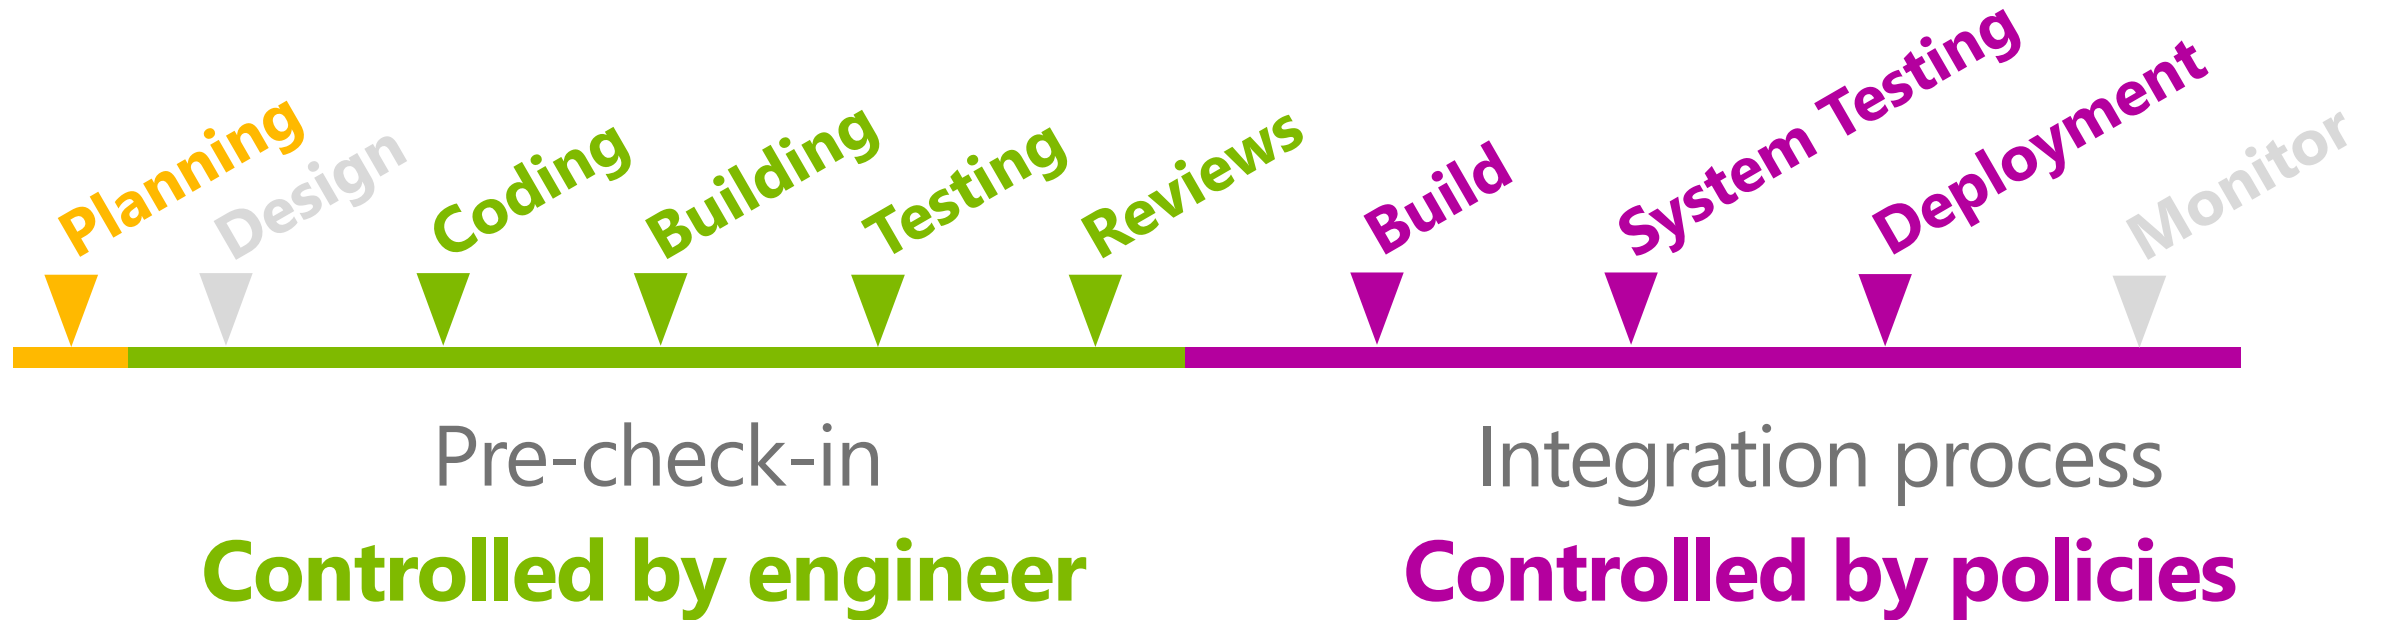 Planning
Design
Coding
Building
Testing
Reviews
Build
System Testing
Deployment
Monitor
Pre-check-in
Controlled by engineer
Integration process
Controlled by policies